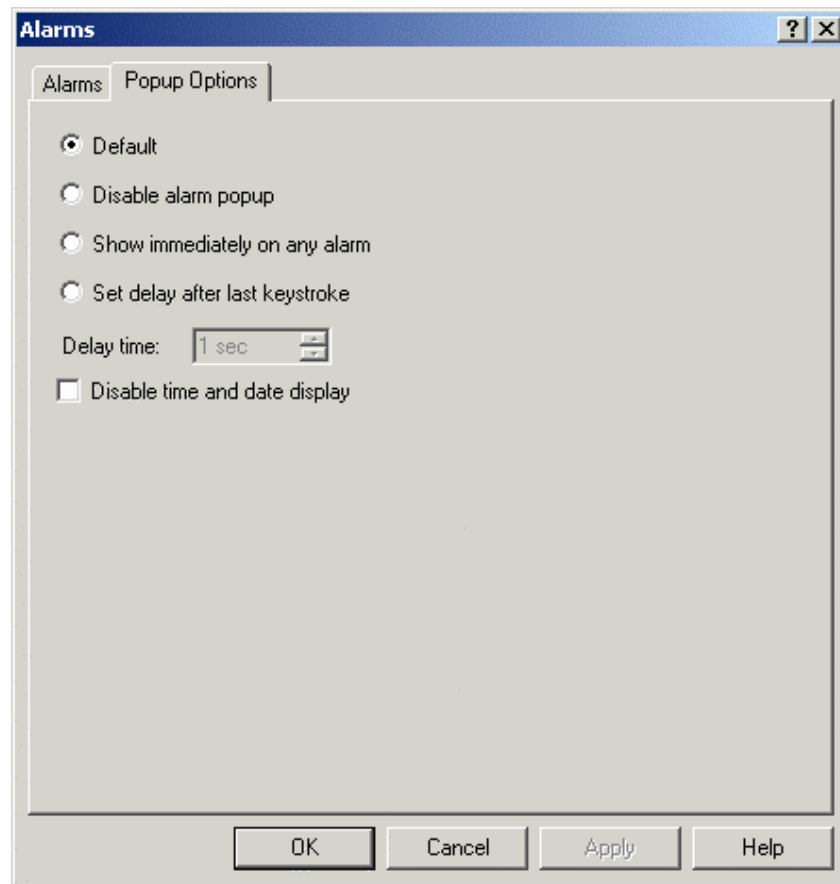 Alarms
Alarms Popup Options
Default
Disable alarm popup
Show immediately on any alarm
Set delay after last keystroke
Delay time: 1 sec
Disable time and date display
OK Cancel Apply Help